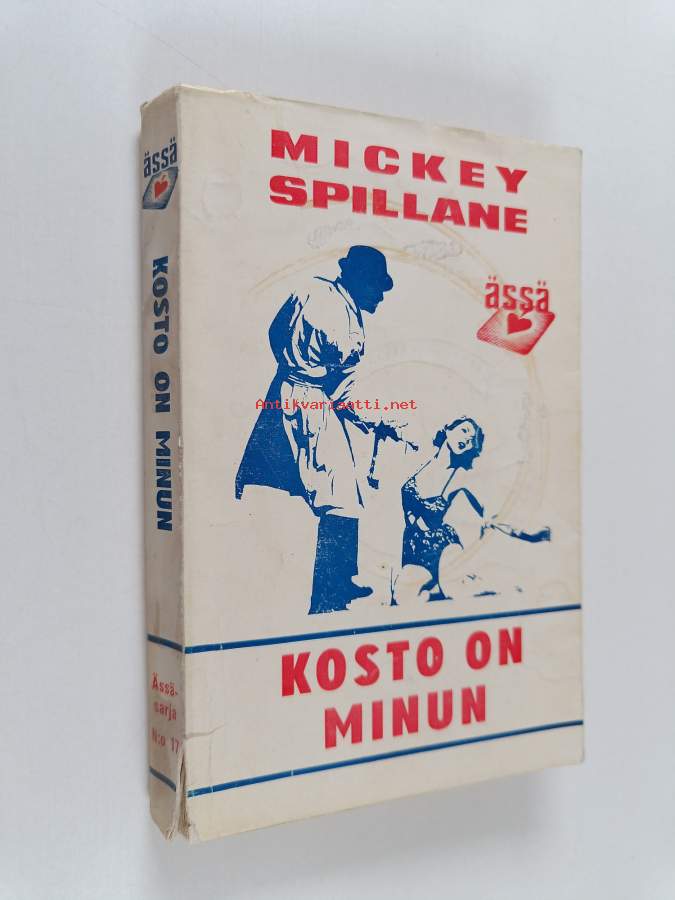 MICKEY
SPILLANE
ässä
KOSTO ON
MINUN
ässä
KOSTO ON MINUN
Ässä-
sarja
N:o 17
Antikvariaatti.net